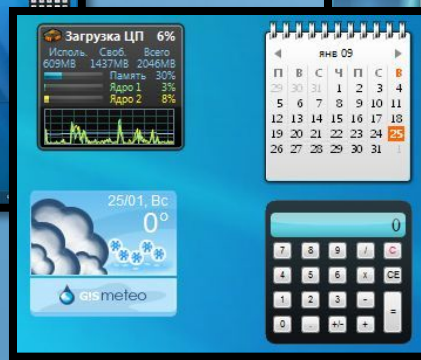 Загрузка ЦП 6%
Исполь. Своб. Всего
609MB 1437MB 2046MB
Память 30%
Ядро 1 3%
Ядро 2 8%
янв 09
П В С Ч П С В
29 30 31 1 2 3 4
5 6 7 8 9 10 11
12 13 14 15 16 17 18
19 20 21 22 23 24 25
26 27 28 29 30 31 1
25/01, Вс
0°
GISmeteo
0
7 8 9 / C
4 5 6 x CE
1 2 3 - =
0 . +/- +